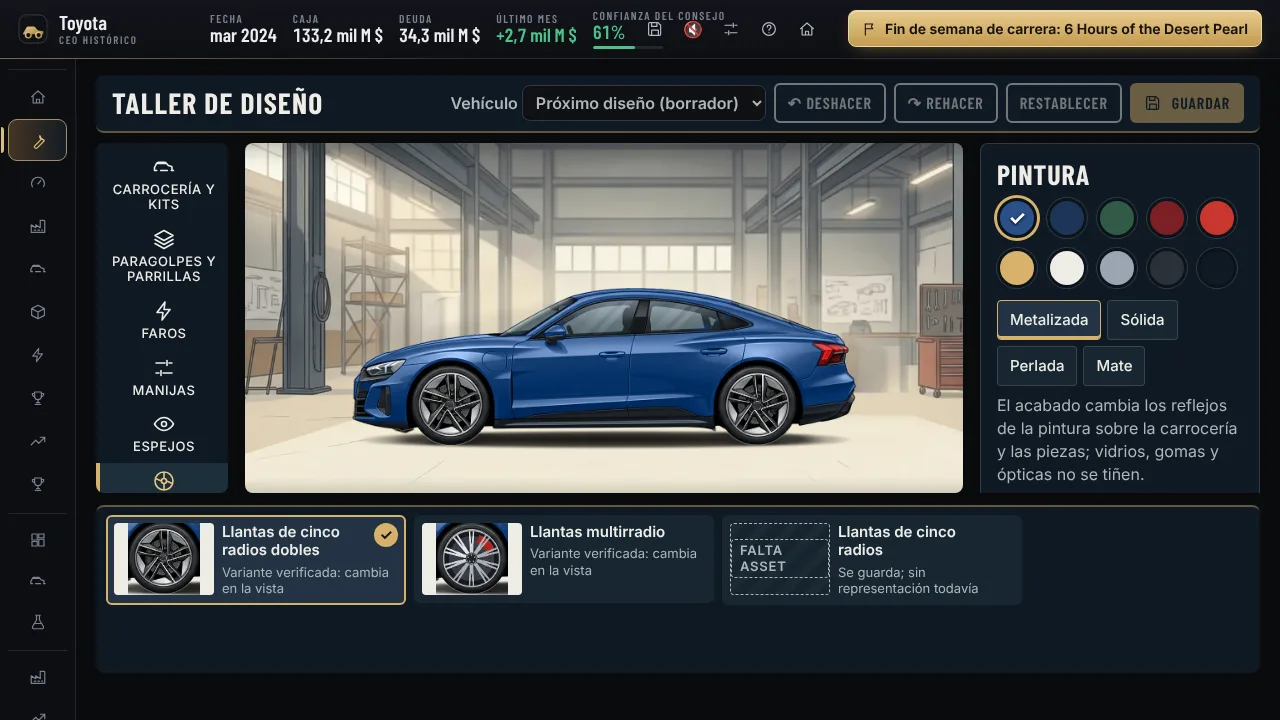 Toyota
CEO HISTÓRICO
FECHA
mar 2024
CAJA
133,2 mil M $
DEUDA
34,3 mil M $
ÚLTIMO MES
+2,7 mil M $
CONFIANZA DEL CONSEJO
61%
Fin de semana de carrera: 6 Hours of the Desert Pearl
TALLER DE DISEÑO
Vehículo
Próximo diseño (borrador)
↶ DESHACER
↷ REHACER
RESTABLECER
GUARDAR
CARROCERÍA Y
KITS
PARAGOLPES Y
PARRILLAS
FAROS
MANIJAS
ESPEJOS
PINTURA
Metalizada
Sólida
Perlada
Mate
El acabado cambia los reflejos
de la pintura sobre la carrocería
y las piezas; vidrios, gomas y
ópticas no se tiñen.
Llantas de cinco
radios dobles
Variante verificada: cambia
en la vista
Llantas multirradio
Variante verificada: cambia
en la vista
FALTA
ASSET
Llantas de cinco
radios
Se guarda; sin
representación todavía